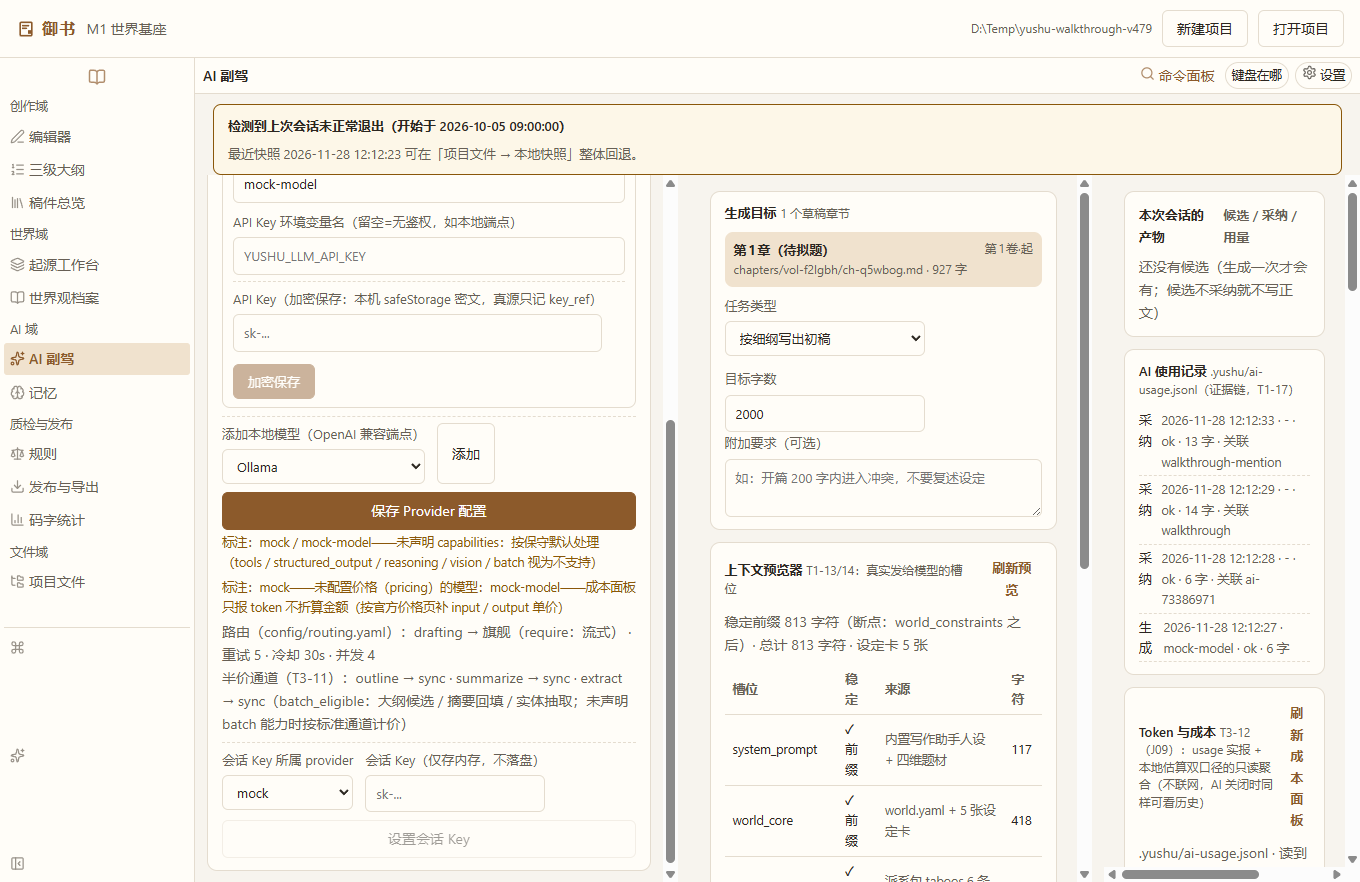 御书 M1 世界基座
D:\Temp\yushu-walkthrough-v479 新建项目 打开项目
创作域
编辑器
三级大纲
稿件总览
世界域
起源工作台
世界观档案
AI 域
AI 副驾
记忆
质检与发布
规则
发布与导出
码字统计
文件域
项目文件
AI 副驾
命令面板 键盘在哪 设置
检测到上次会话未正常退出（开始于 2026-10-05 09:00:00）
最近快照 2026-11-28 12:12:23 可在「项目文件 → 本地快照」整体回退。
mock-model
API Key 环境变量名（留空=无鉴权，如本地端点）
YUSHU_LLM_API_KEY
API Key（加密保存：本机 safeStorage 密文，真源只记 key_ref）
sk-...
加密保存
添加本地模型（OpenAI 兼容端点）
Ollama
添加
保存 Provider 配置
标注：mock / mock-model——未声明 capabilities：按保守默认处理
（tools / structured_output / reasoning / vision / batch 视为不支持）
标注：mock——未配置价格（pricing）的模型：mock-model——成本面板
只报 token 不折算金额（按官方价格页补 input / output 单价）
路由（config/routing.yaml）：drafting → 旗舰（require：流式） ·
重试 5 · 冷却 30s · 并发 4
半价通道（T3-11）：outline → sync · summarize → sync · extract
→ sync（batch_eligible：大纲候选 / 摘要回填 / 实体抽取；未声明
batch 能力时按标准通道计价）
会话 Key 所属 provider 会话 Key（仅存内存，不落盘）
mock sk-...
设置会话 Key
生成目标 1 个草稿章节
第 1 章（待拟题） 第 1 卷·起
chapters/vol-f2lgbh/ch-q5wbog.md · 927 字
任务类型
按细纲写出初稿
目标字数
2000
附加要求（可选）
如：开篇 200 字内进入冲突，不要复述设定
上下文预览器 T1-13/14：真实发给模型的槽
位
刷新预
览
稳定前缀 813 字符（断点：world_constraints 之
后）· 总计 813 字符 · 设定卡 5 张
槽位 稳定 来源 字符
system_prompt ✓前缀 内置写作助手人设 + 四维题材 117
world_core ✓前缀 world.yaml + 5 张设定卡 418
✓ 派系包 taboos 6 条
本次会话的
产物
候选 / 采纳 /
用量
还没有候选（生成一次才会
有；候选不采纳就不写正
文）
AI 使用记录 .yushu/ai-
usage.jsonl（证据链，T1-17）
采纳 2026-11-28 12:12:33 · - ·
ok · 13 字 · 关联
walkthrough-mention
采纳 2026-11-28 12:12:29 · - ·
ok · 14 字 · 关联
walkthrough
采纳 2026-11-28 12:12:28 · - ·
ok · 6 字 · 关联 ai-
73386971
生成 2026-11-28 12:12:27 ·
mock-model · ok · 6 字
Token 与成本 T3-12
（J09）：usage 实报 +
本地估算双口径的只读聚
合（不联网，AI 关闭时同
样可看历史）
刷新成本面板
.yushu/ai-usage.jsonl · 读到